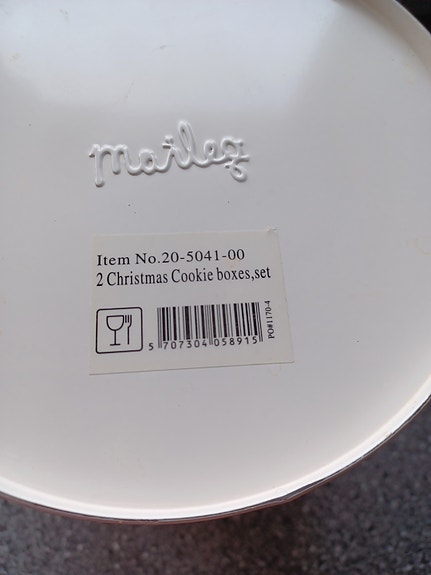 maileg
Item No.20-5041-00
2 Christmas Cookie boxes,set
5 707304 058915
PO#1170-4